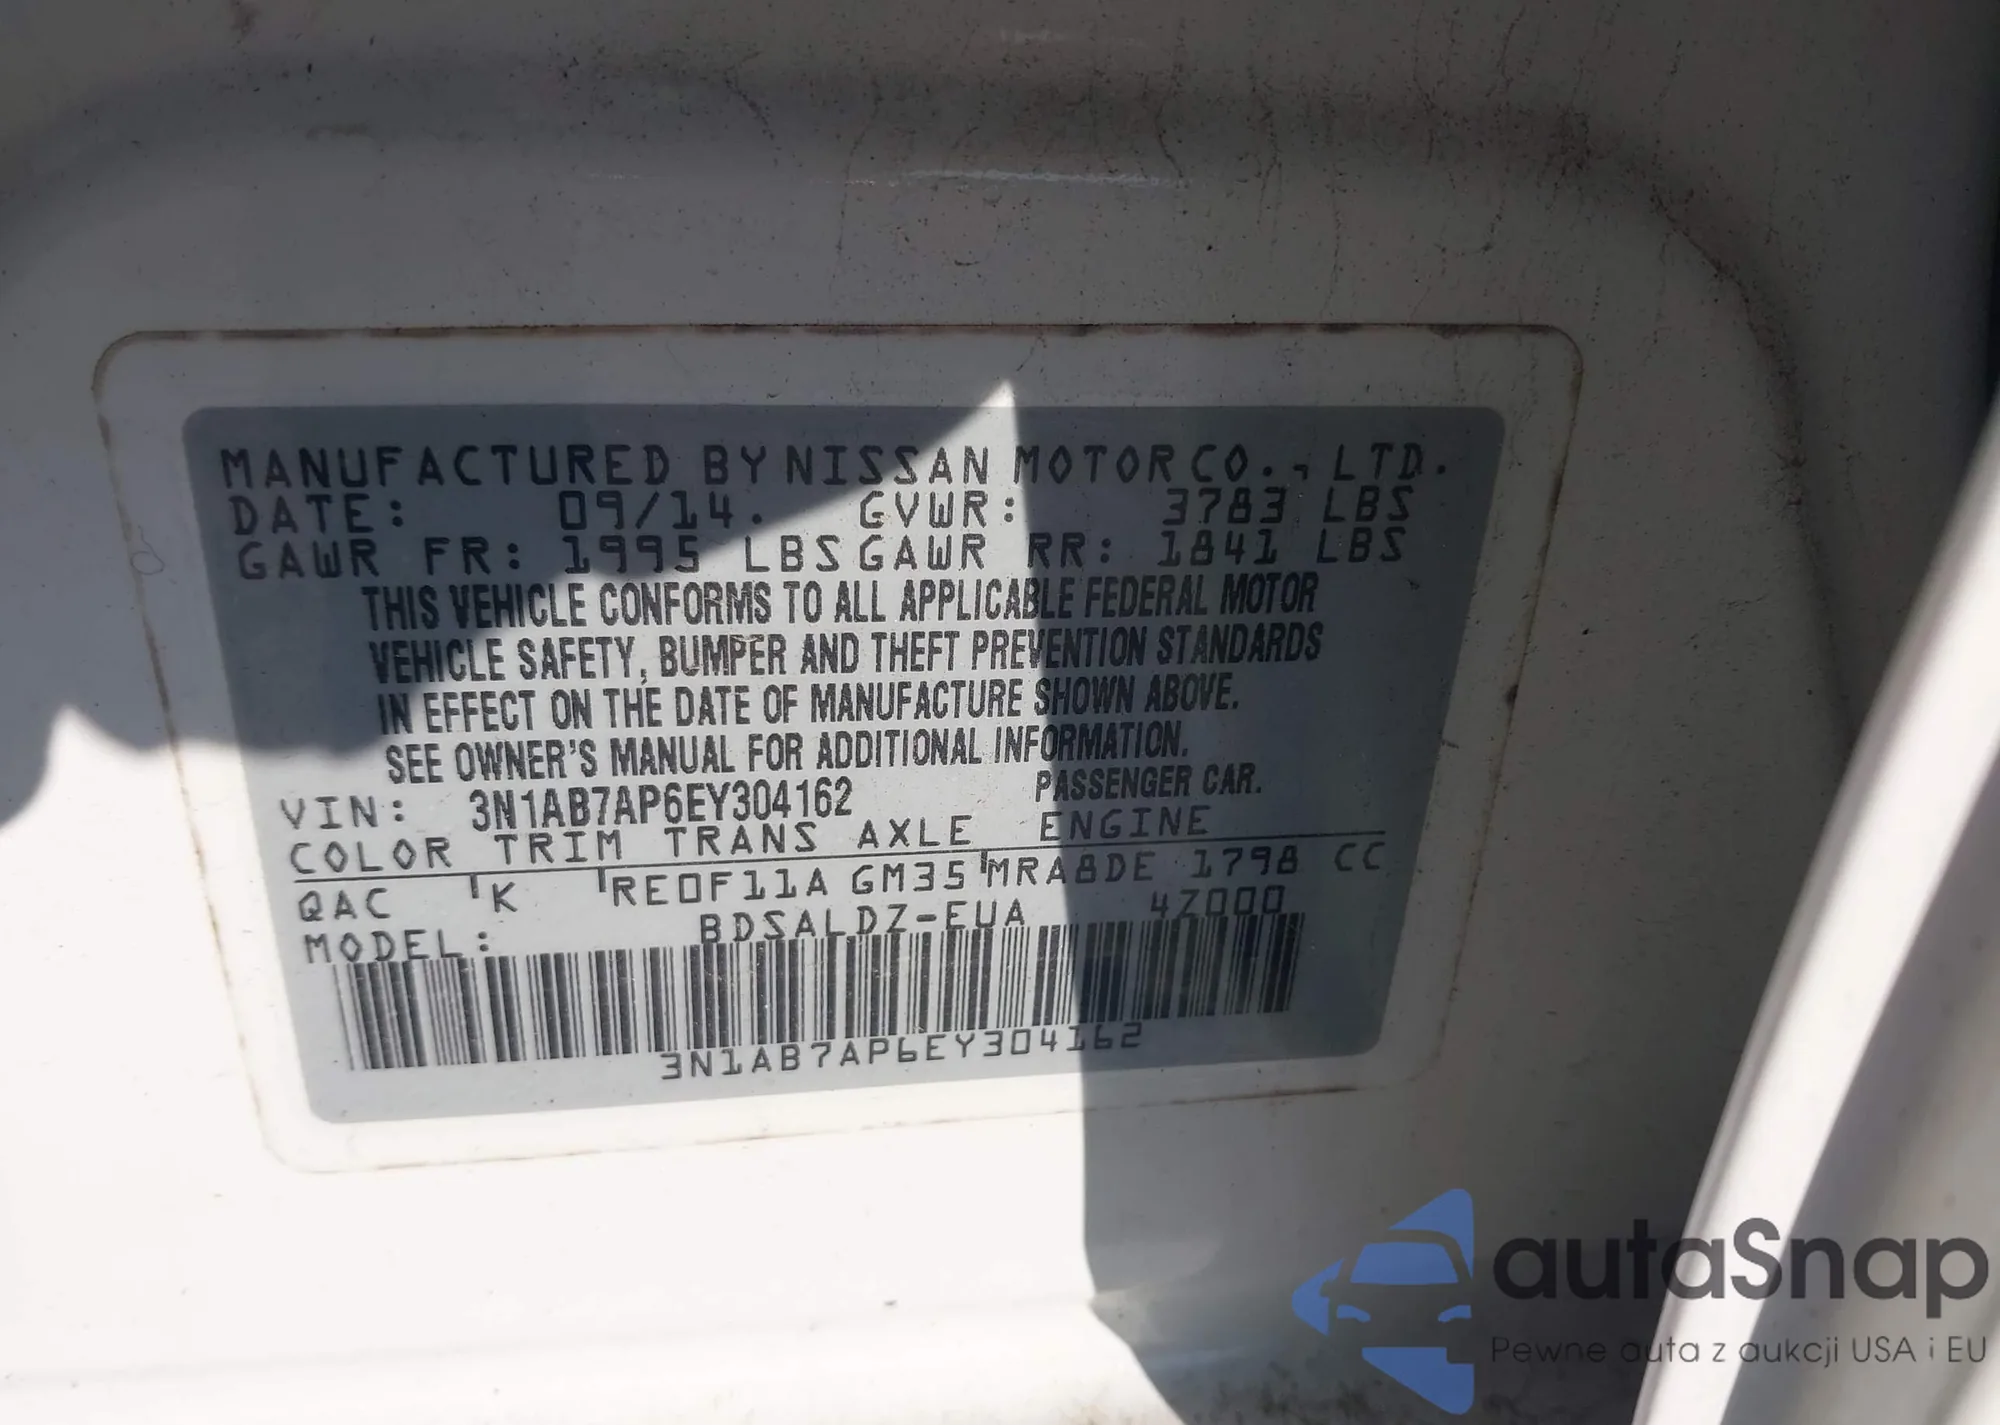 MANUFACTURED BY NISSAN MOTOR CO., LTD.
DATE: 09/14. GVWR: 3783 LBS
GAWR FR: 1995 LBS GAWR RR: 1841 LBS
THIS VEHICLE CONFORMS TO ALL APPLICABLE FEDERAL MOTOR
VEHICLE SAFETY, BUMPER AND THEFT PREVENTION STANDARDS
IN EFFECT ON THE DATE OF MANUFACTURE SHOWN ABOVE.
SEE OWNER'S MANUAL FOR ADDITIONAL INFORMATION.
VIN: 3N1AB7AP6EY304162 PASSENGER CAR.
COLOR TRIM TRANS AXLE ENGINE
QAC K RE0F11A GM35 MRA8DE 1798 CC
MODEL: BDSALDZ-EUA 4Z000
3N1AB7AP6EY304162
autaSnap
Pewne auta z aukcji USA i EU